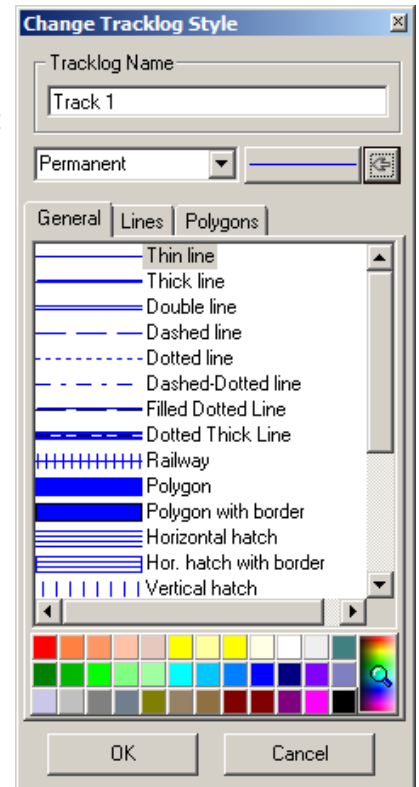 Change Tracklog Style
Tracklog Name
Track 1
Permanent
General Lines Polygons
Thin line
Thick line
Double line
Dashed line
Dotted line
Dashed-Dotted line
Filled Dotted Line
Dotted Thick Line
Railway
Polygon
Polygon with border
Horizontal hatch
Hor. hatch with border
Vertical hatch
OK Cancel